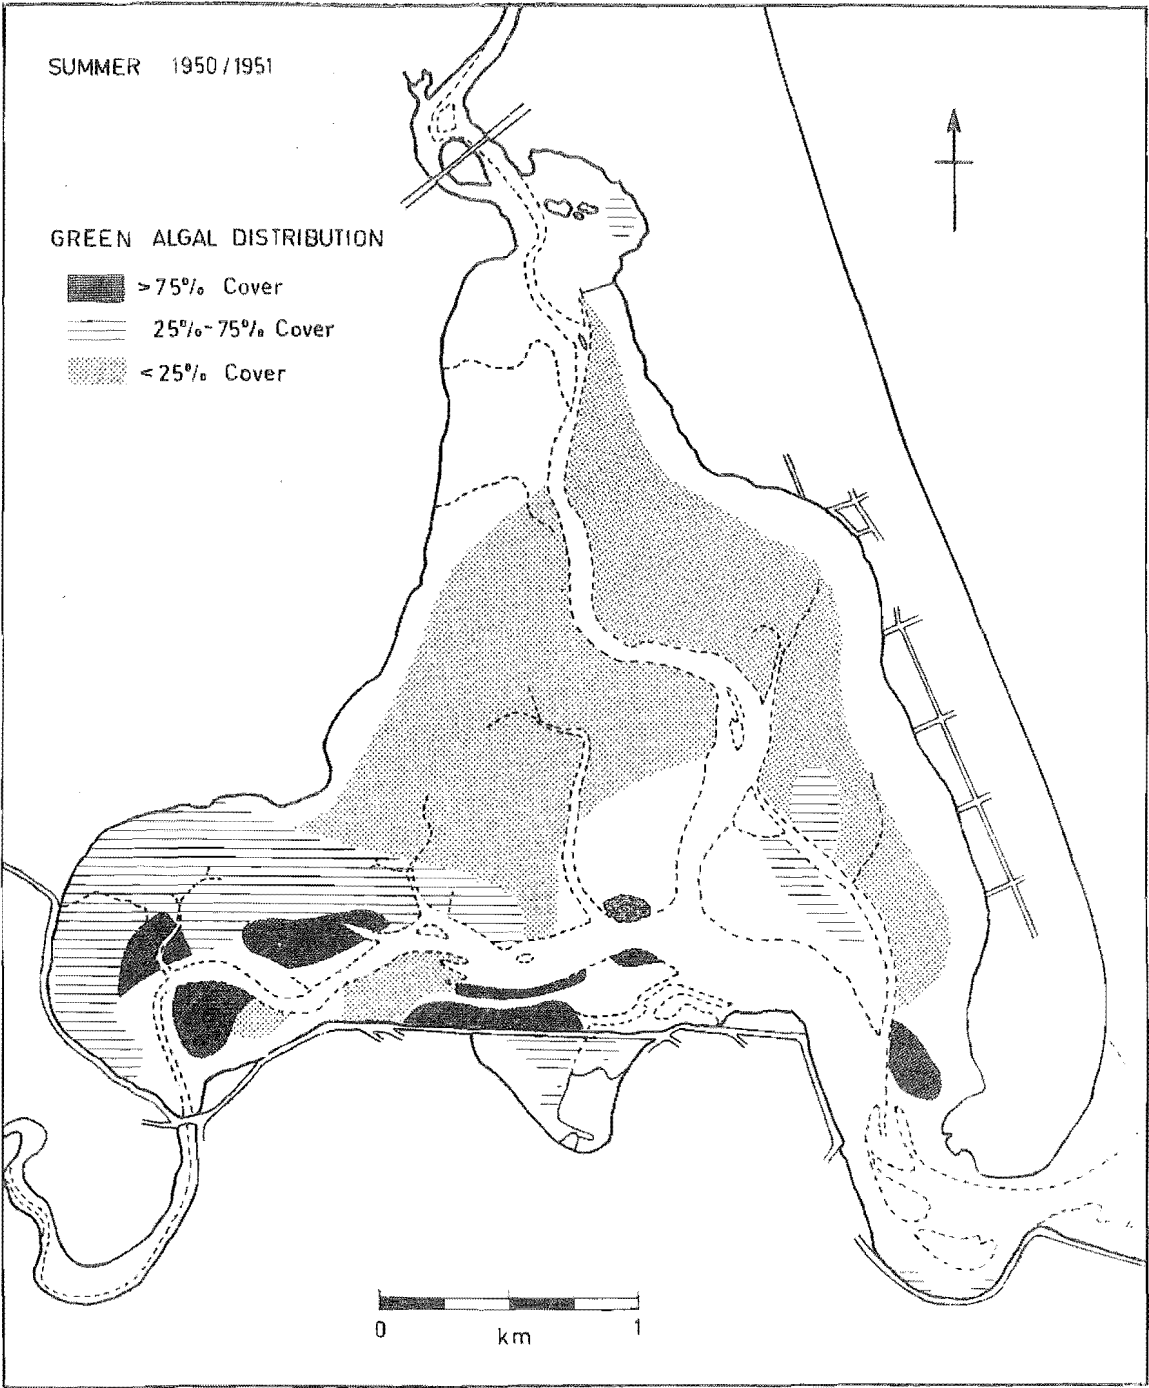 SUMMER 1950/1951
GREEN ALGAL DISTRIBUTION
>75% Cover
25%-75% Cover
<25% Cover
0 1
km